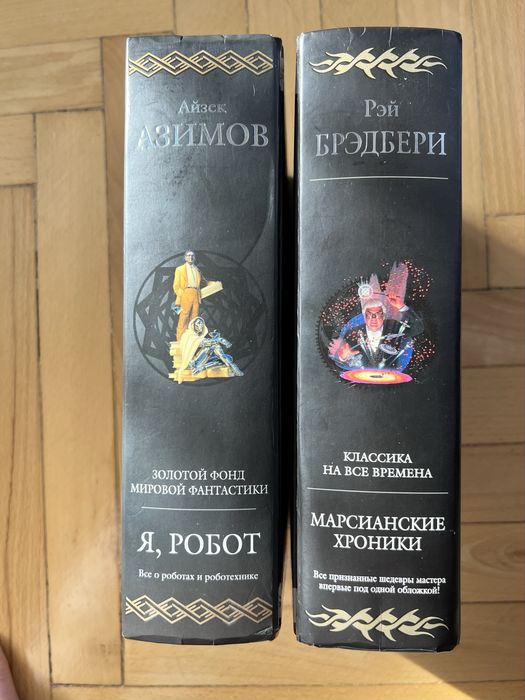 Айзек
АЗИМОВ
ЗОЛОТОЙ ФОНД
МИРОВОЙ ФАНТАСТИКИ
Я, РОБОТ
Все о роботах и роботехнике
Рэй
БРЭДБЕРИ
КЛАССИКА
НА ВСЕ ВРЕМЕНА
МАРСИАНСКИЕ
ХРОНИКИ
Все признанные шедевры мастера
впервые под одной обложкой!